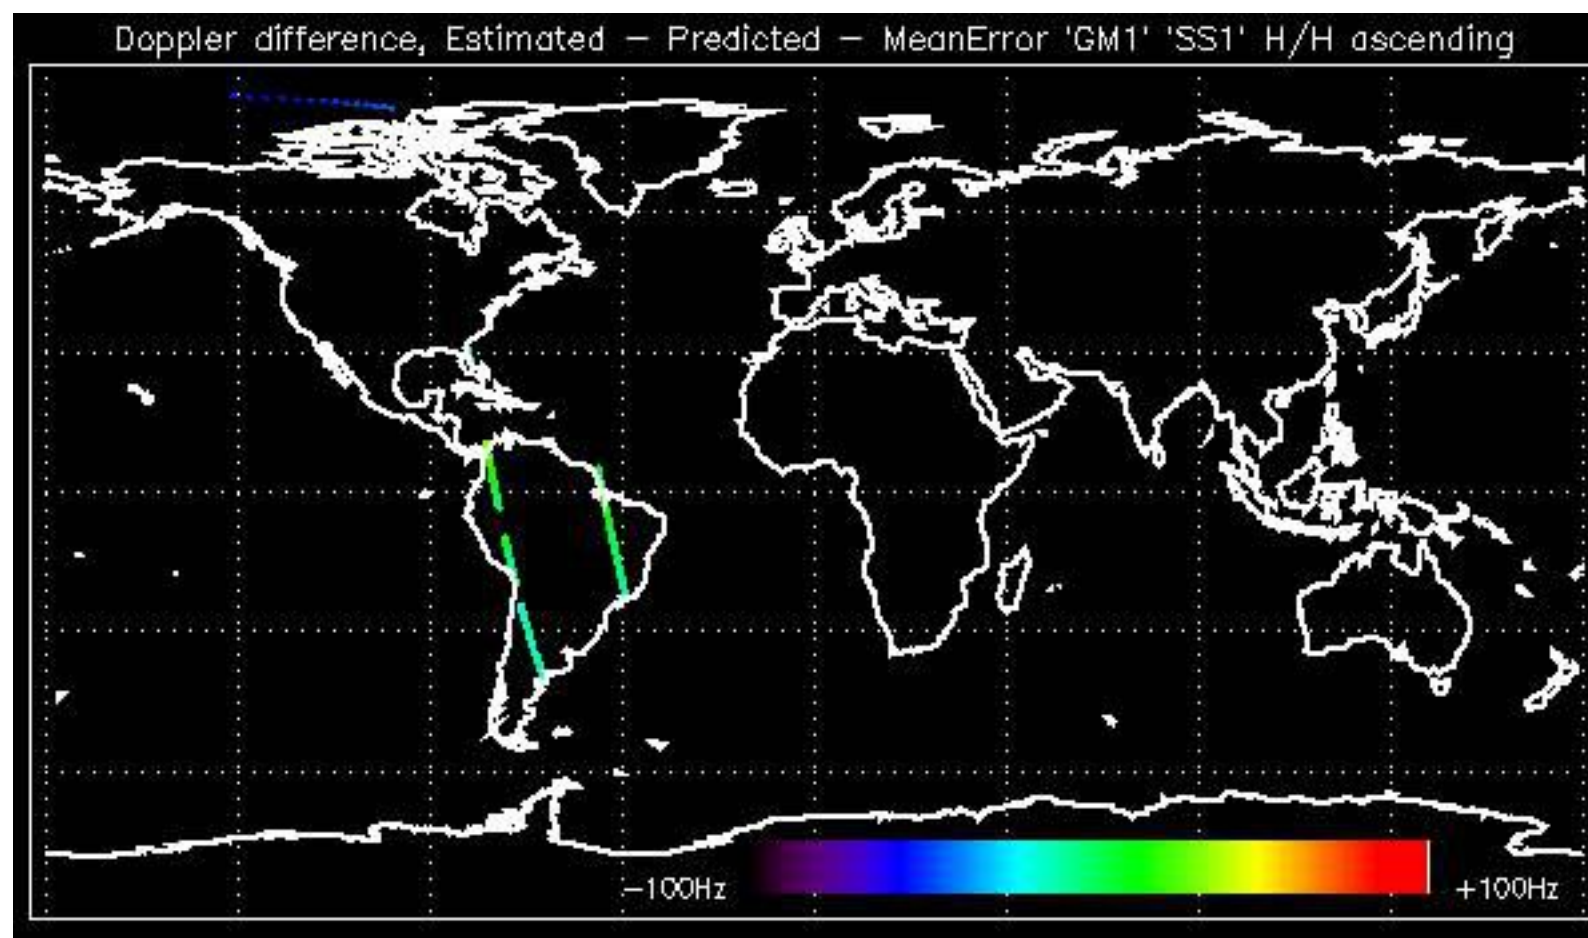 Doppler difference, Estimated − Predicted − MeanError 'GM1' 'SS1' H/H ascending
−100Hz
+100Hz